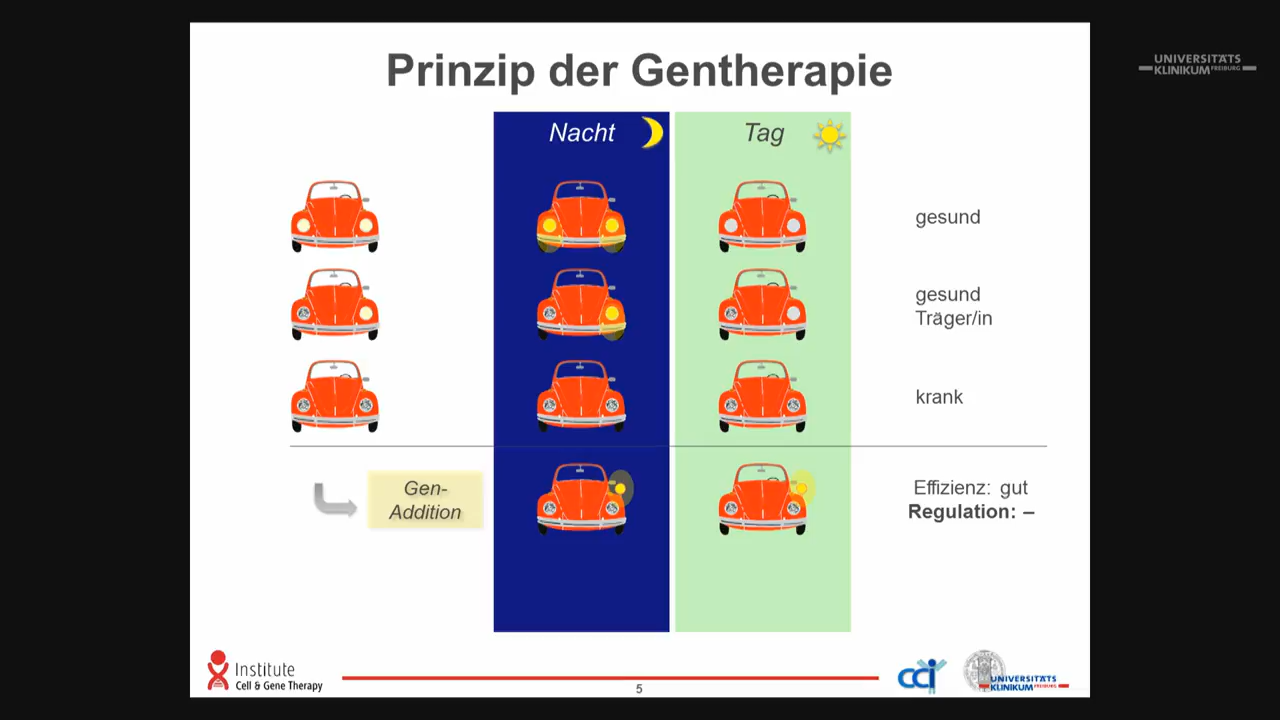 Prinzip der Gentherapie
UNIVERSITÄTS
KLINIKUM FREIBURG
Nacht
Tag
gesund
gesund
Träger/in
krank
Gen-
Addition
Effizienz: gut
Regulation: –
Institute
Cell & Gene Therapy
5
cci
UNIVERSITÄTS
KLINIKUM FREIBURG